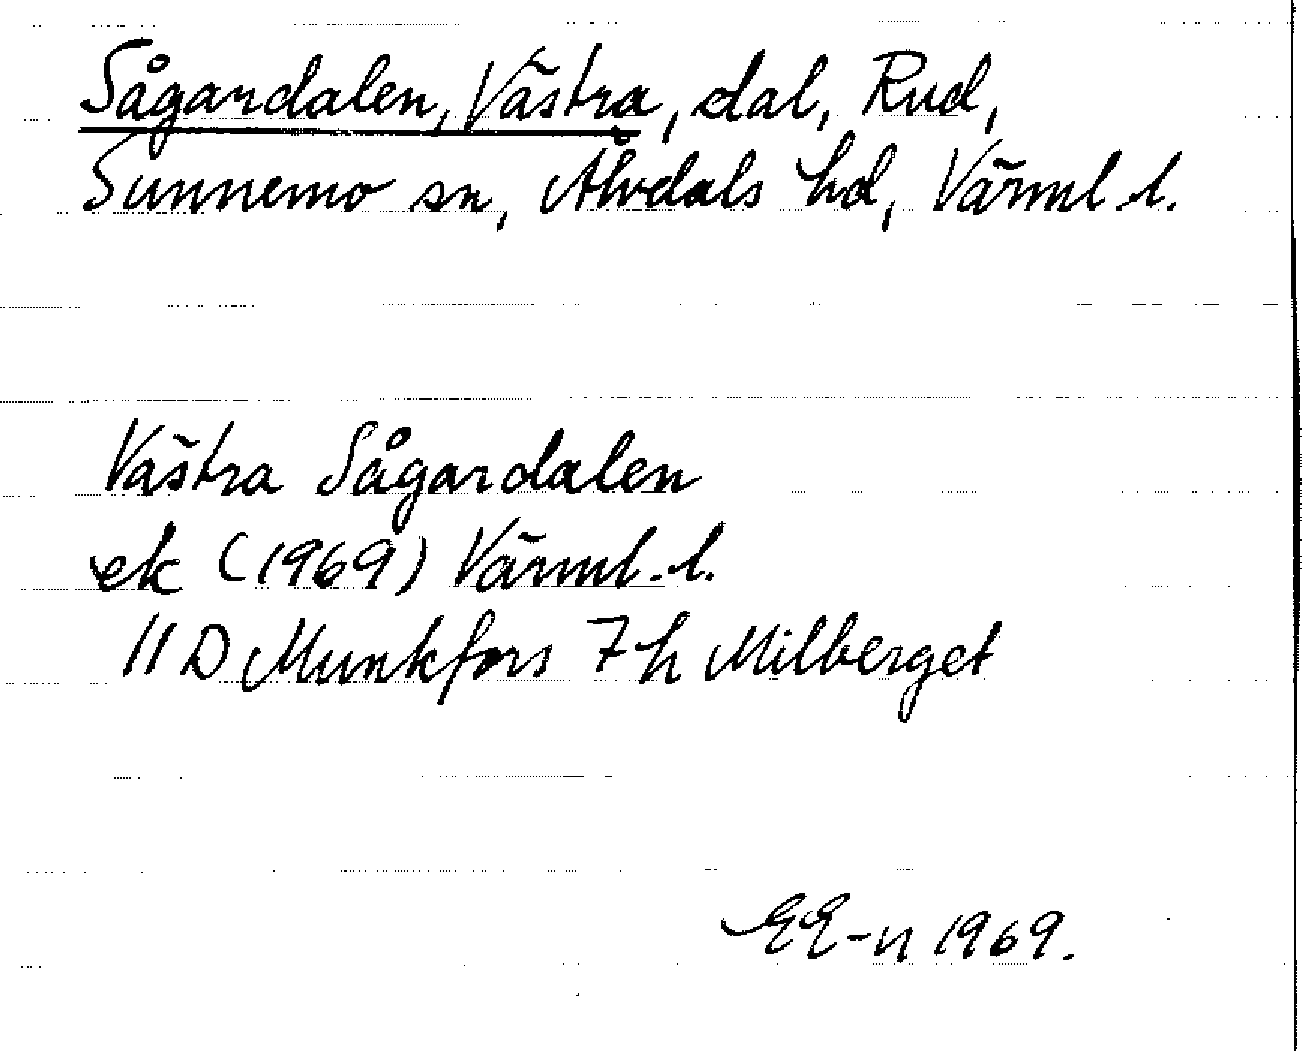 Sågardalen, Västra, dal, Rud,
Sunnemo sn, Älvdals hd, Värml. l.
Västra Sågardalen
ek (1969) Värml. l.
11 D Munkfors 7 h Milberget
EE-n 1969.